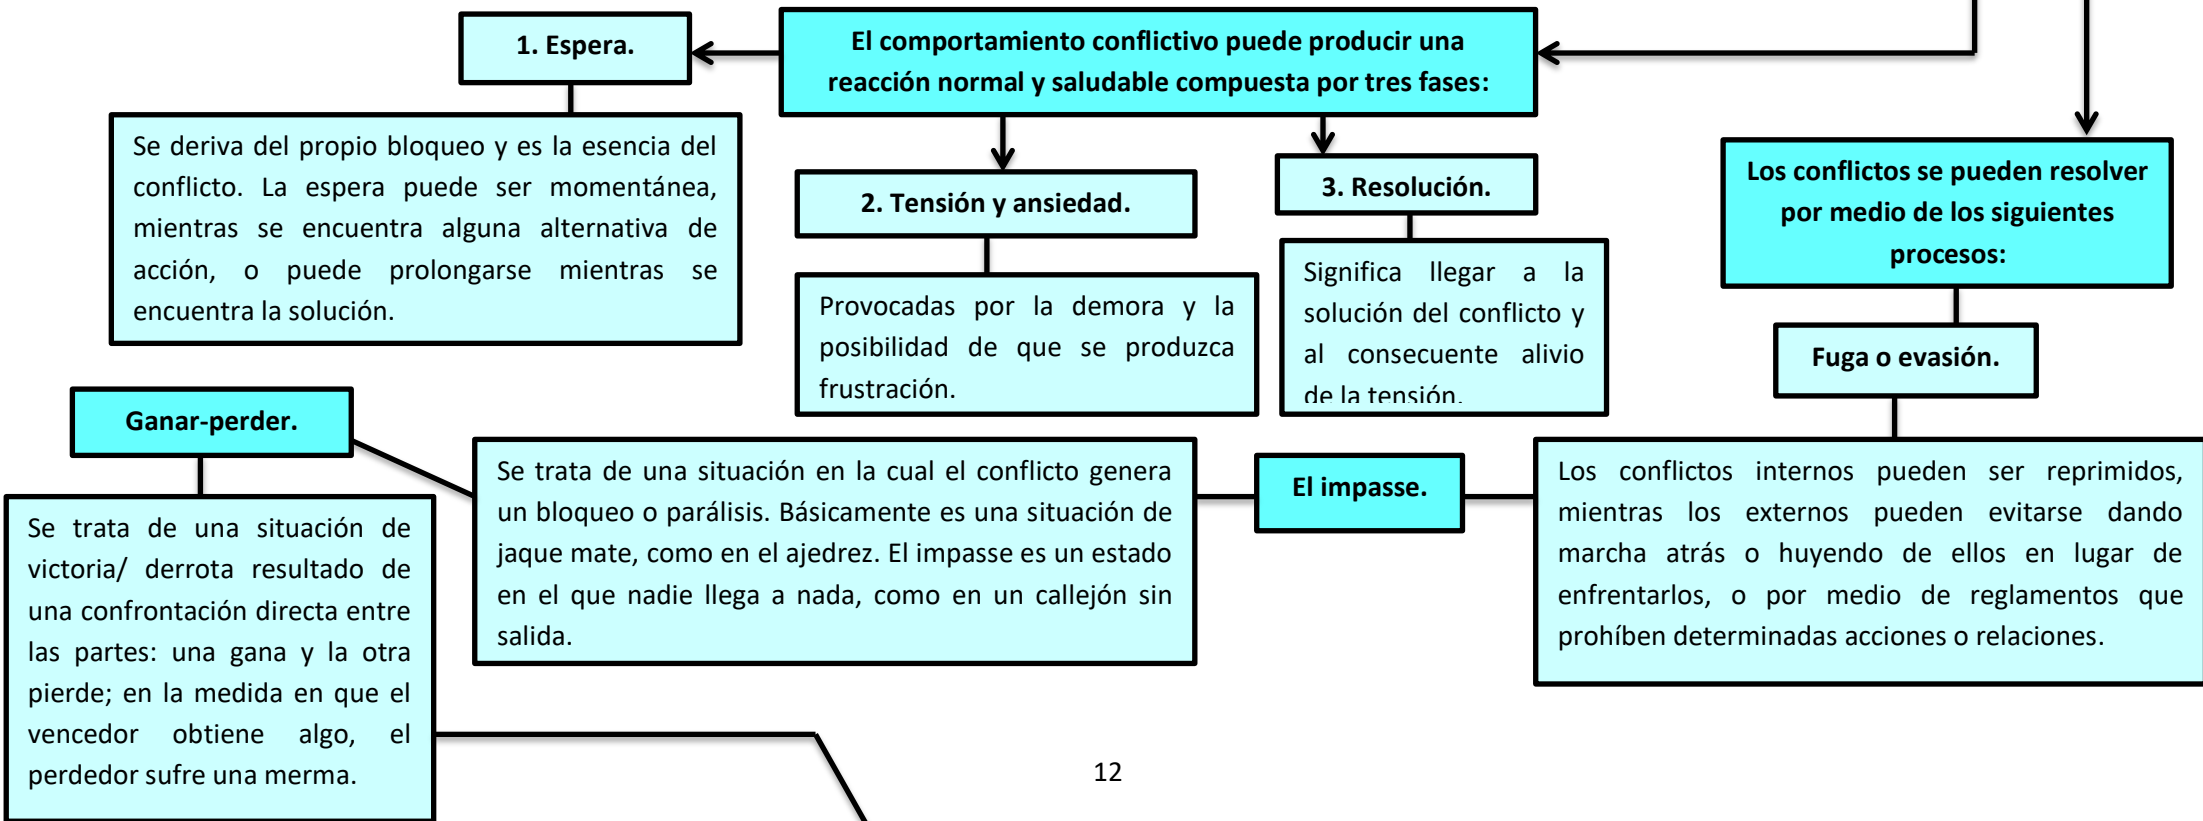 1. Espera.
El comportamiento conflictivo puede producir una
reacción normal y saludable compuesta por tres fases:
Se deriva del propio bloqueo y es la esencia del
conflicto. La espera puede ser momentánea,
mientras se encuentra alguna alternativa de
acción, o puede prolongarse mientras se
encuentra la solución.
2. Tensión y ansiedad.
Provocadas por la demora y la
posibilidad de que se produzca
frustración.
3. Resolución.
Significa llegar a la
solución del conflicto y
al consecuente alivio
de la tensión.
Los conflictos se pueden resolver
por medio de los siguientes
procesos:
Fuga o evasión.
Los conflictos internos pueden ser reprimidos,
mientras los externos pueden evitarse dando
marcha atrás o huyendo de ellos en lugar de
enfrentarlos, o por medio de reglamentos que
prohíben determinadas acciones o relaciones.
El impasse.
Se trata de una situación en la cual el conflicto genera
un bloqueo o parálisis. Básicamente es una situación de
jaque mate, como en el ajedrez. El impasse es un estado
en el que nadie llega a nada, como en un callejón sin
salida.
Ganar-perder.
Se trata de una situación de
victoria/ derrota resultado de
una confrontación directa entre
las partes: una gana y la otra
pierde; en la medida en que el
vencedor obtiene algo, el
perdedor sufre una merma.
12